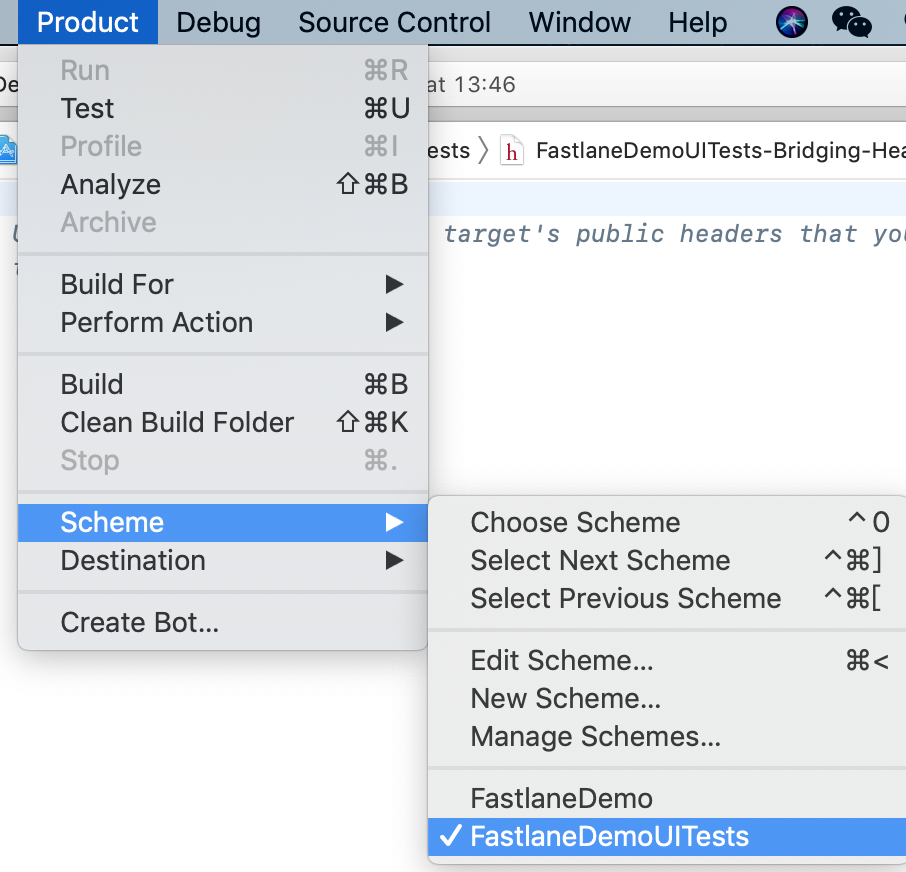 Product Debug Source Control Window Help
at 13:46
Run ⌘R
Test ⌘U
Profile ⌘I
ests 〉 h FastlaneDemoUITests-Bridging-Hea
Analyze ⇧⌘B
Archive
target's public headers that you
Build For ▶
Perform Action ▶
Build ⌘B
Clean Build Folder ⇧⌘K
Stop ⌘.
Scheme ▶
Destination ▶
Create Bot...
Choose Scheme ^0
Select Next Scheme ^⌘]
Select Previous Scheme ^⌘[
Edit Scheme... ⌘<
New Scheme...
Manage Schemes...
FastlaneDemo
✓ FastlaneDemoUITests